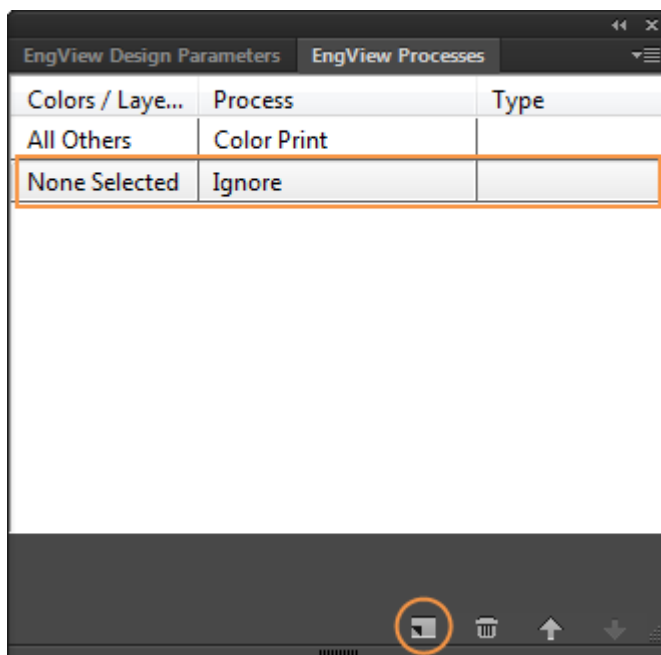 EngView Design Parameters EngView Processes
Colors / Laye... Process Type
All Others Color Print
None Selected Ignore